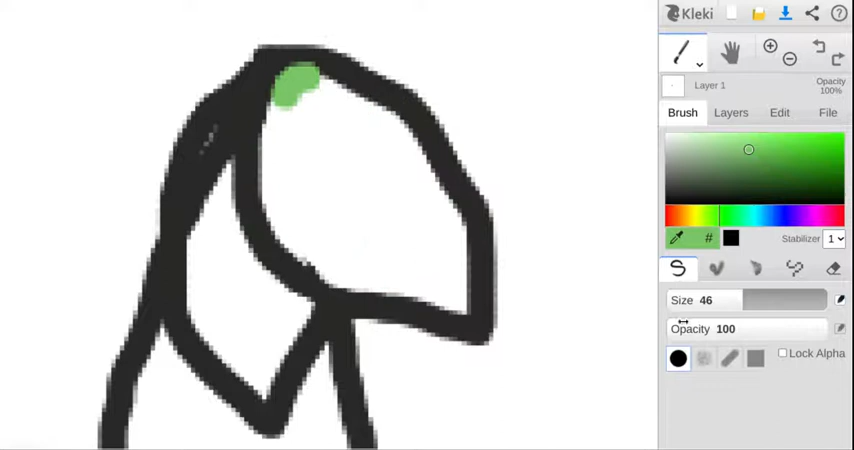 Kleki
Layer 1
Opacity
100%
Brush Layers Edit File
# Stabilizer 1
Size 46
Opacity 100
Lock Alpha